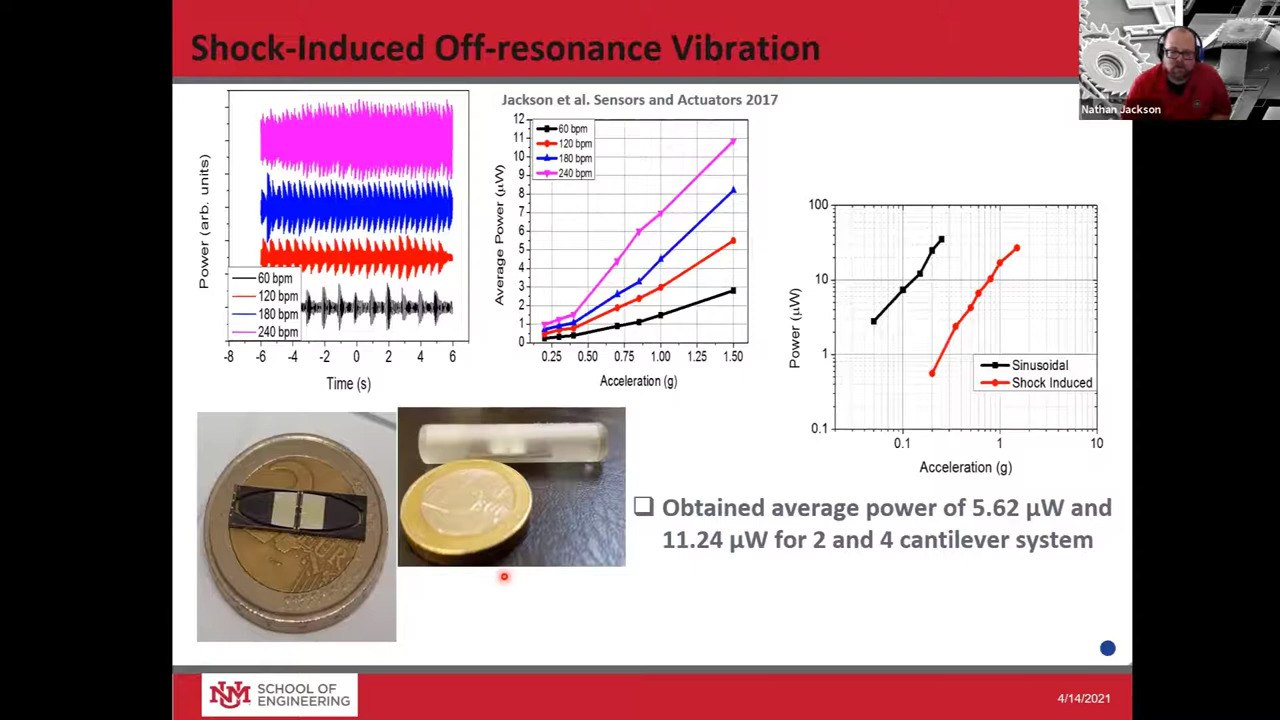 Shock-Induced Off-resonance Vibration
Nathan Jackson
Jackson et al. Sensors and Actuators 2017
Power (arb. units)
60 bpm
120 bpm
180 bpm
240 bpm
-8 -6 -4 -2 0 2 4 6
Time (s)
Average Power (μW)
12
11
10
9
8
7
6
5
4
3
2
1
0
60 bpm
120 bpm
180 bpm
240 bpm
0.25 0.50 0.75 1.00 1.25 1.50
Acceleration (g)
Power (μW)
100
10
1
0.1
Sinusoidal
Shock Induced
0.1 1 10
Acceleration (g)
❑ Obtained average power of 5.62 μW and
11.24 μW for 2 and 4 cantilever system
UNM SCHOOL OF
ENGINEERING
4/14/2021